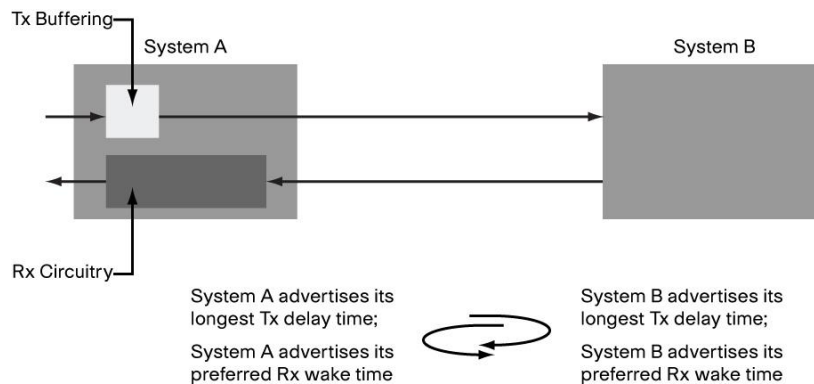 Tx Buffering
System A
System B
Rx Circuitry
System A advertises its
longest Tx delay time;
System A advertises its
preferred Rx wake time
System B advertises its
longest Tx delay time;
System B advertises its
preferred Rx wake time